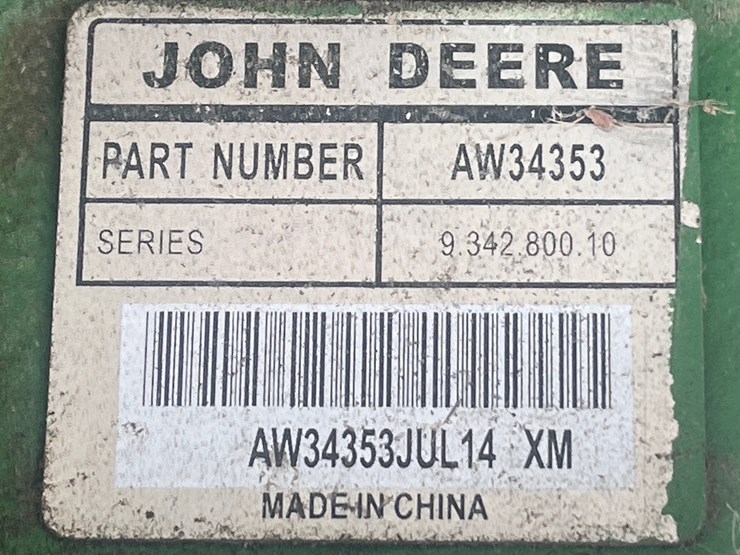 JOHN DEERE
PART NUMBER AW34353
SERIES 9.342.800.10
AW34353JUL14 XM
MADE IN CHINA